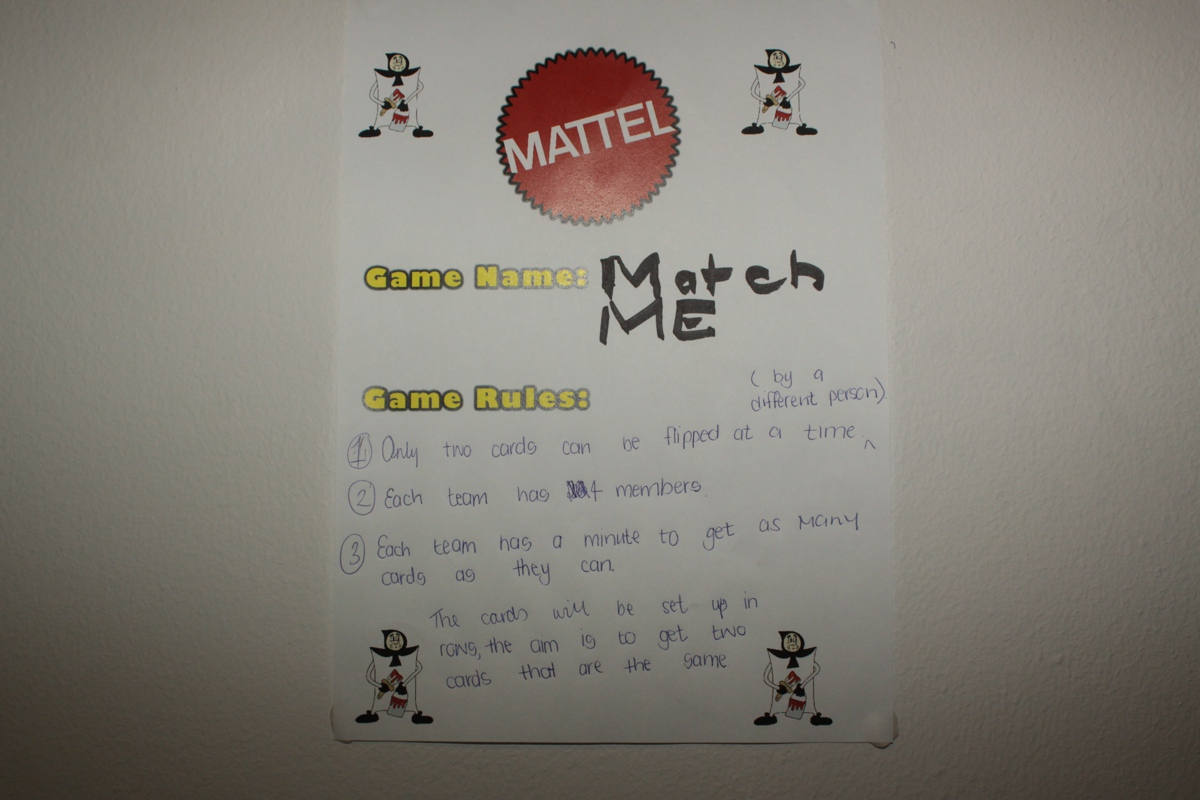 MATTEL
Game Name: Match
ME
Game Rules:
( by a
different person)
1 Only two cards can be flipped at a time ^
2 Each team has 4 members.
3 Each team has a minute to get as many
cards as they can.
The cards will be set up in
rows, the aim is to get two
cards that are the same